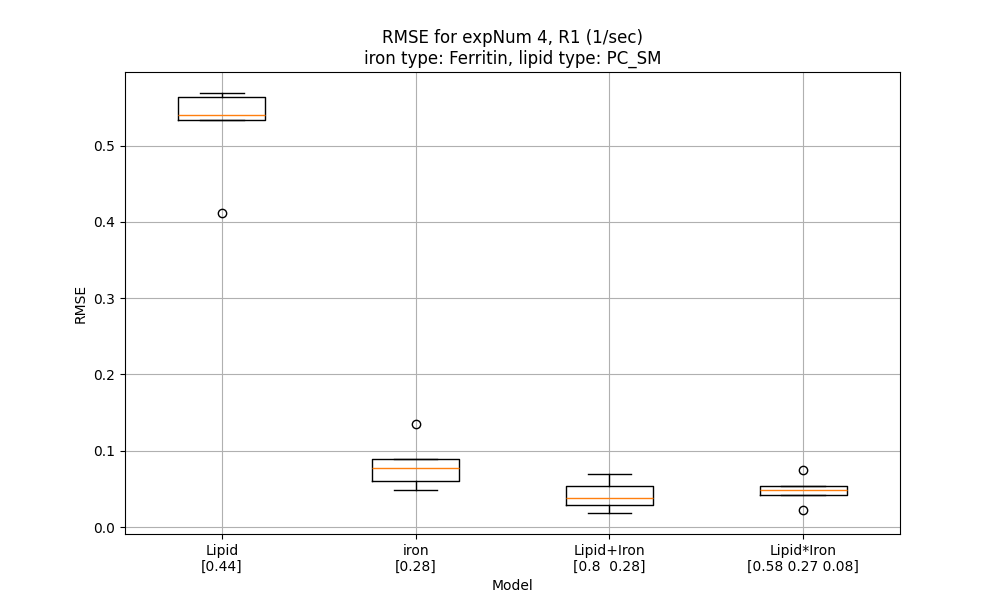 RMSE for expNum 4, R1 (1/sec)
iron type: Ferritin, lipid type: PC_SM
RMSE
0.5
0.4
0.3
0.2
0.1
0.0
Lipid
[0.44]
iron
[0.28]
Lipid+Iron
[0.8  0.28]
Lipid*Iron
[0.58 0.27 0.08]
Model